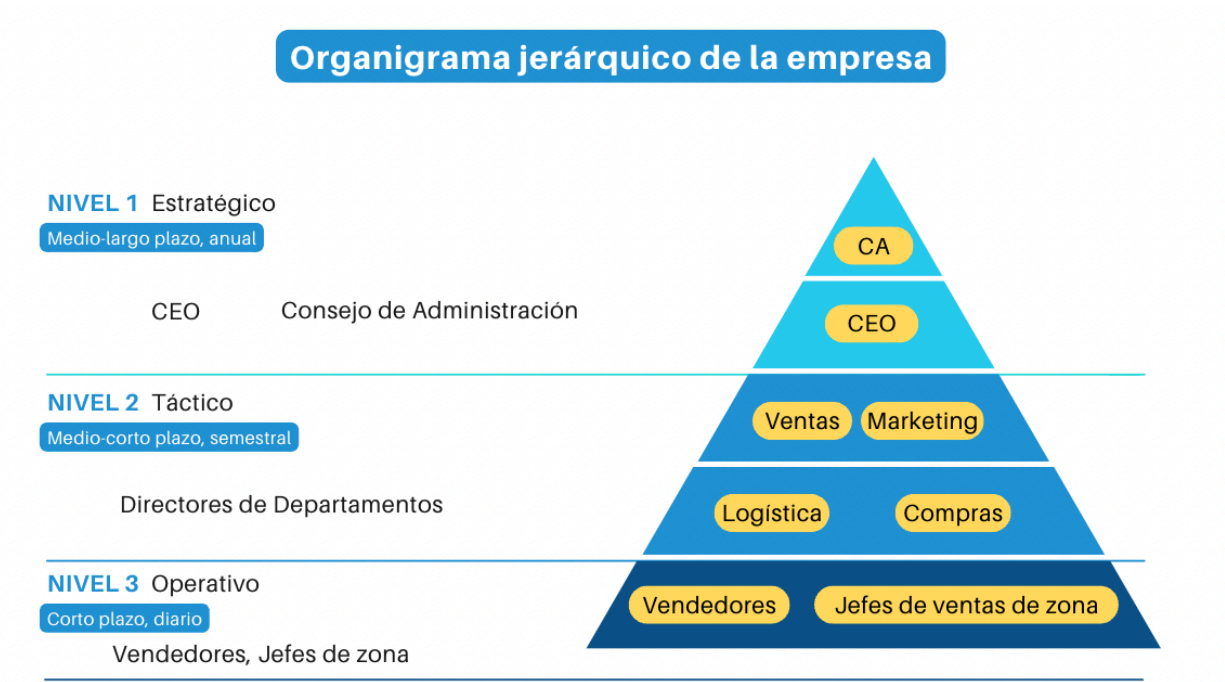 Organigrama jerárquico de la empresa
NIVEL 1 Estratégico
Medio-largo plazo, anual
CEO Consejo de Administración
CA
CEO
NIVEL 2 Táctico
Medio-corto plazo, semestral
Directores de Departamentos
Ventas Marketing
Logística Compras
NIVEL 3 Operativo
Corto plazo, diario
Vendedores, Jefes de zona
Vendedores Jefes de ventas de zona